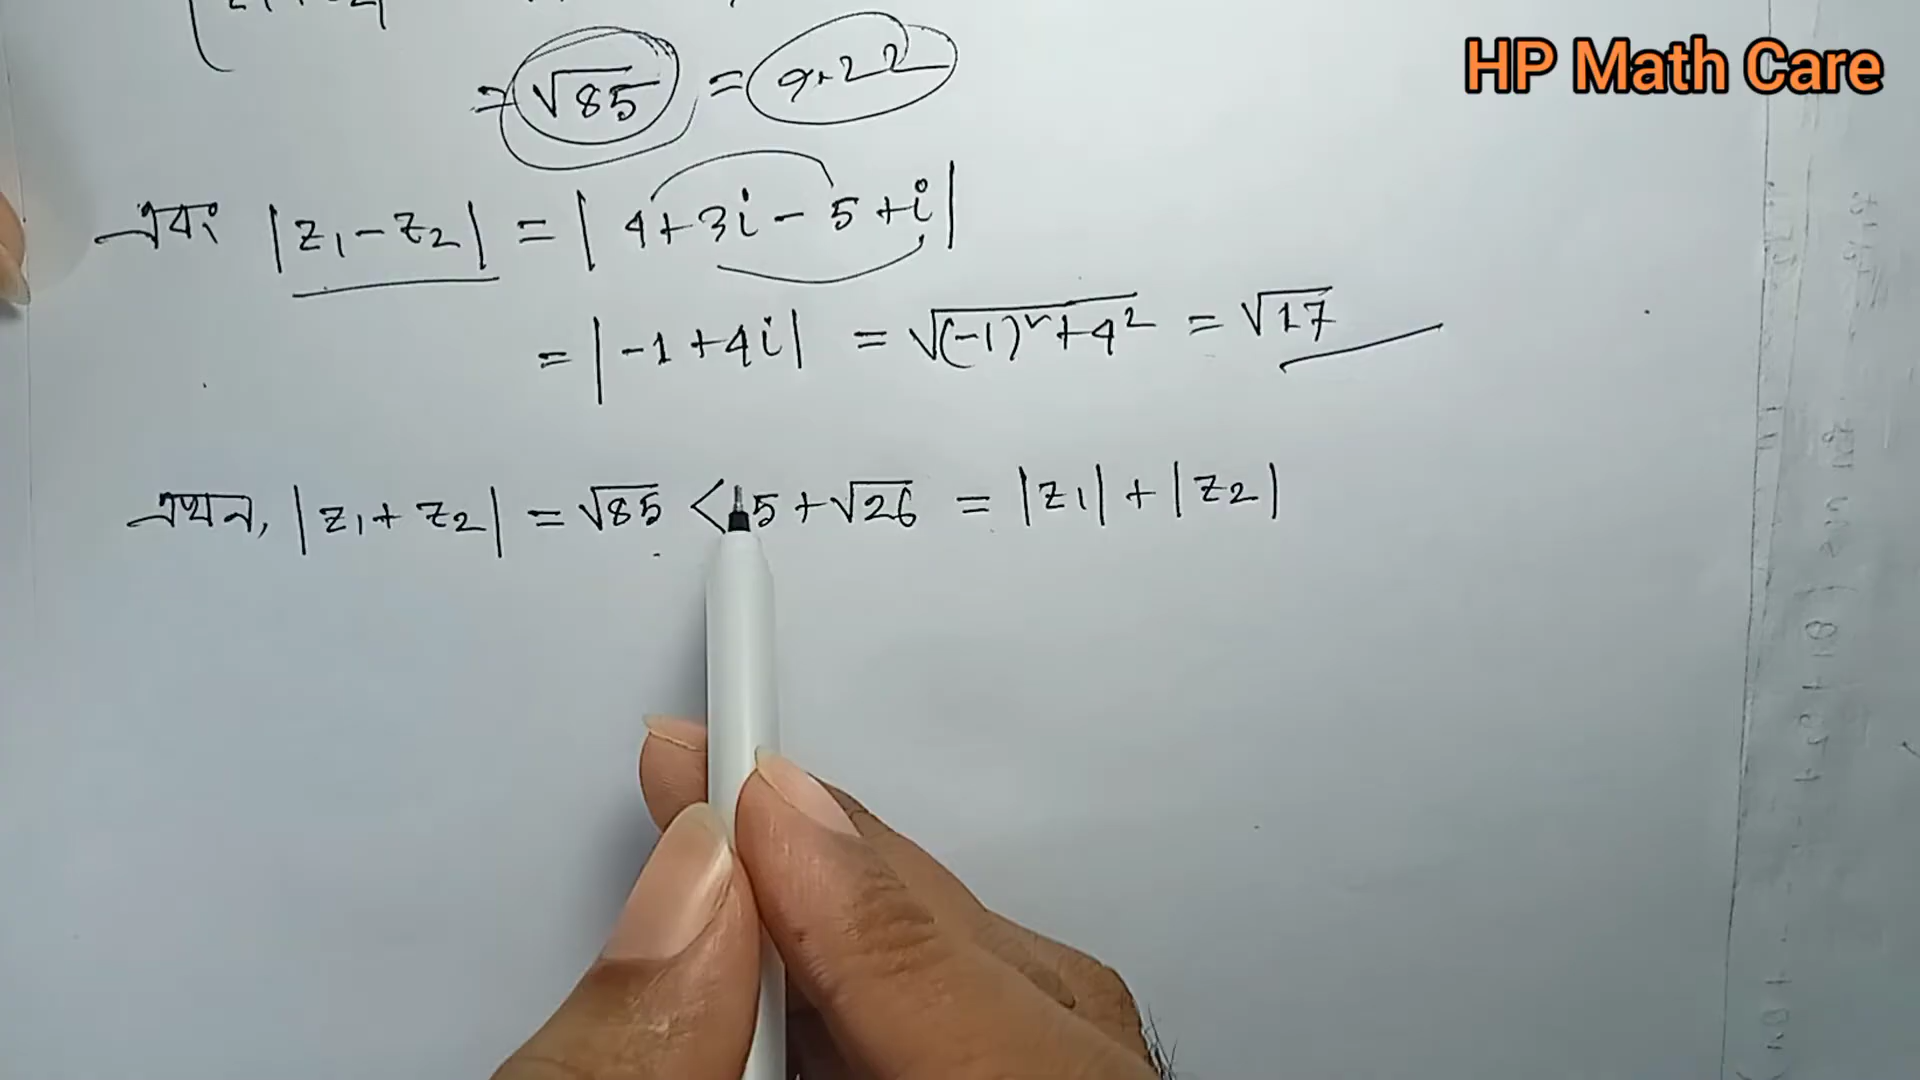 HP Math Care
= √85 = 9.22
এবং |z₁ - z₂| = |4+3i - 5+i|
= |-1+4i| = √(-1)²+4² = √17
এখন, |z₁+z₂| = √85 < 5+√26 = |z₁| + |z₂|